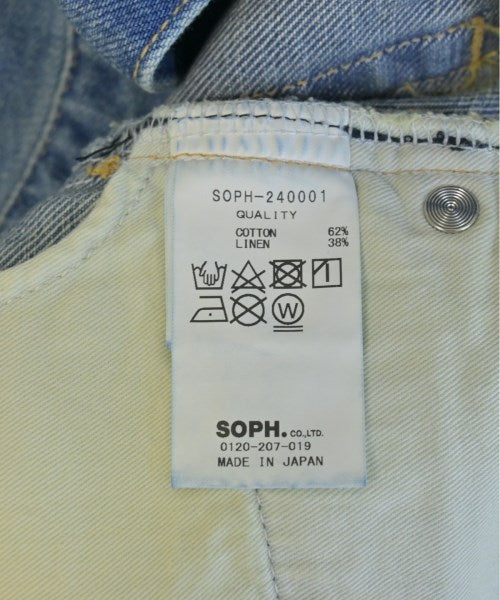 SOPH-240001
QUALITY
COTTON 62%
LINEN 38%
W
SOPH. CO.,LTD.
0120-207-019
MADE IN JAPAN